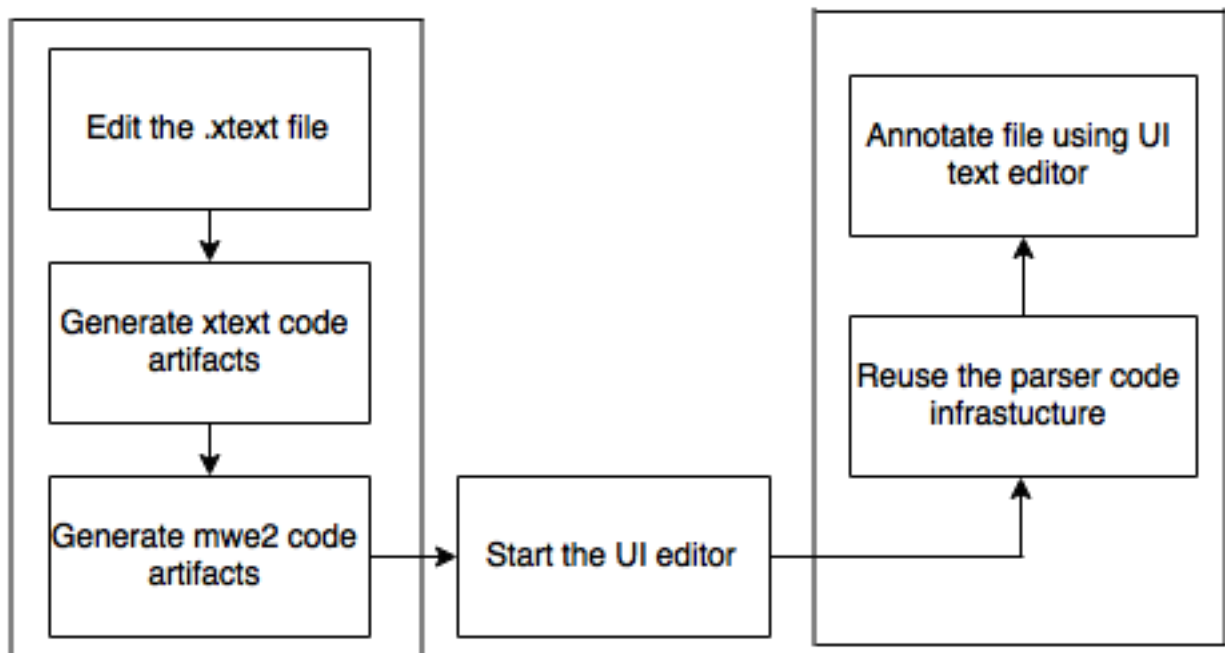 Edit the .xtext file
Generate xtext code
artifacts
Generate mwe2 code
artifacts
Start the UI editor
Reuse the parser code
infrastucture
Annotate file using UI
text editor